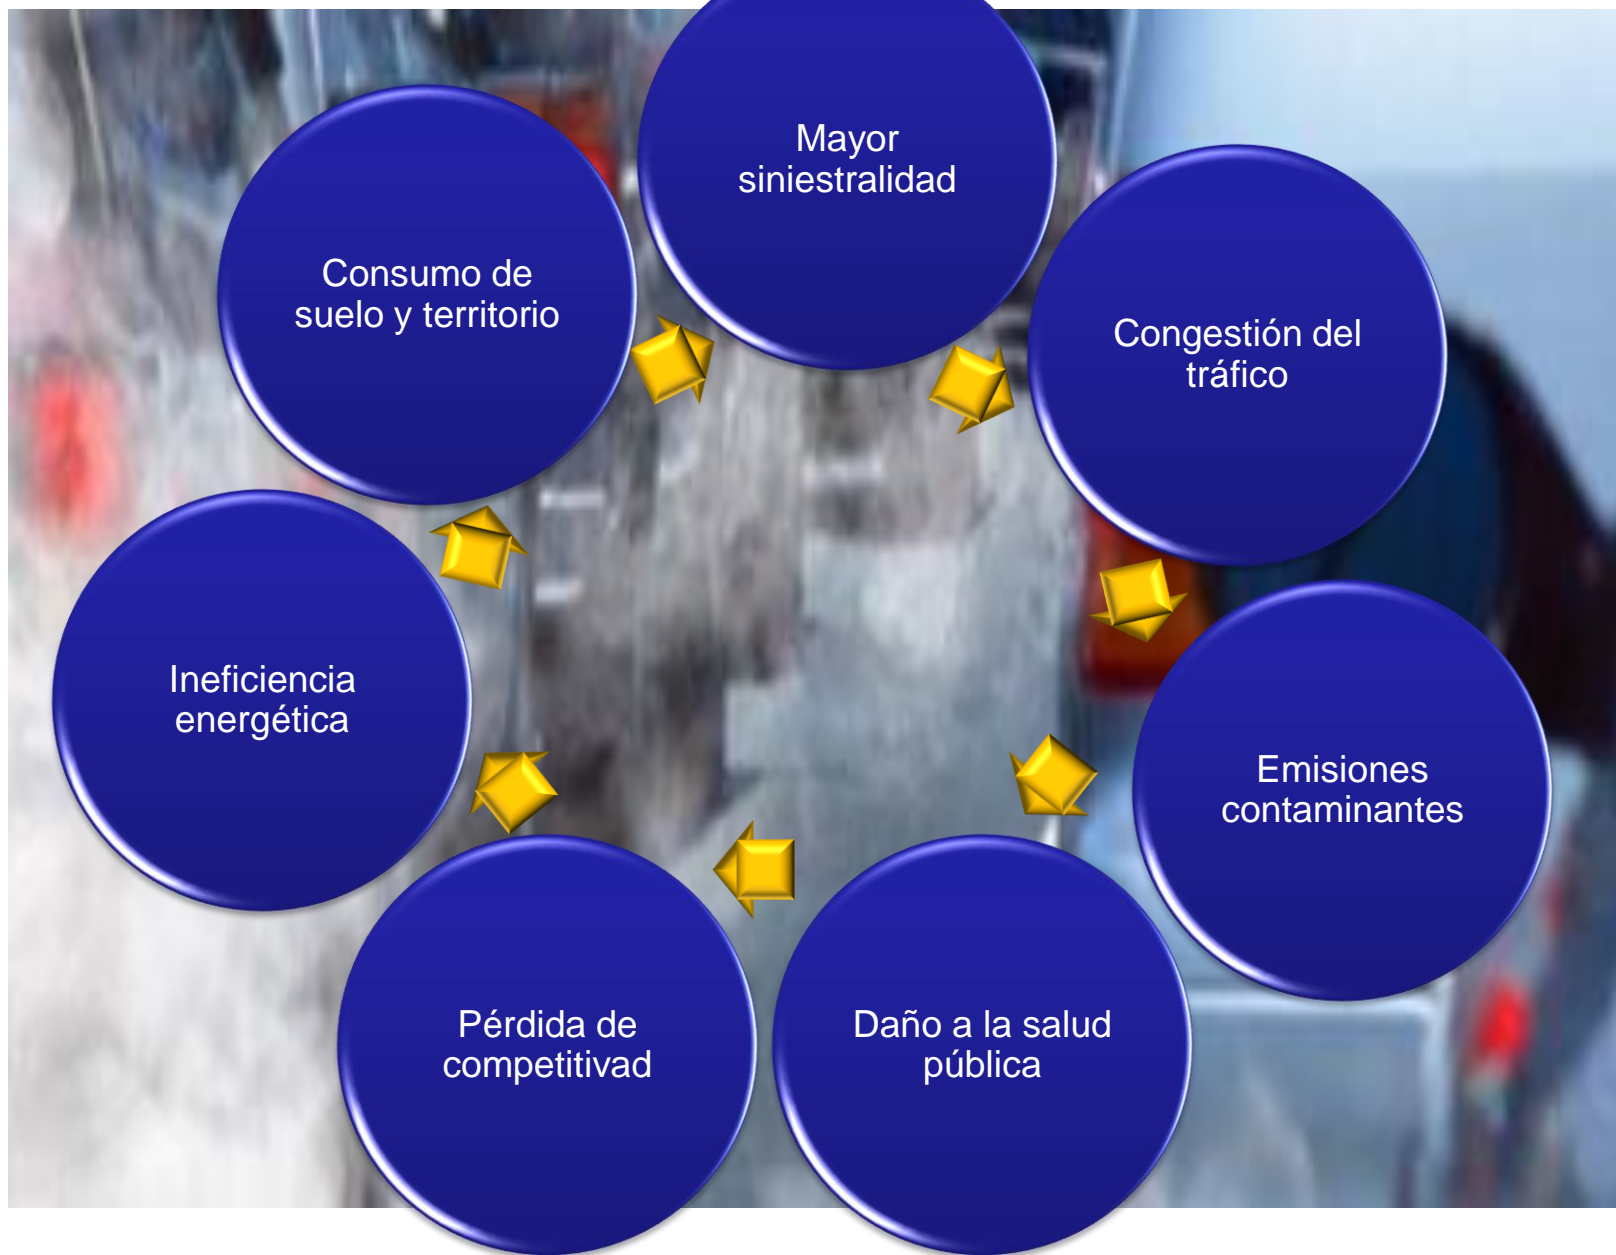 Mayor
siniestralidad
Congestión del
tráfico
Emisiones
contaminantes
Daño a la salud
pública
Pérdida de
competitivad
Ineficiencia
energética
Consumo de
suelo y territorio